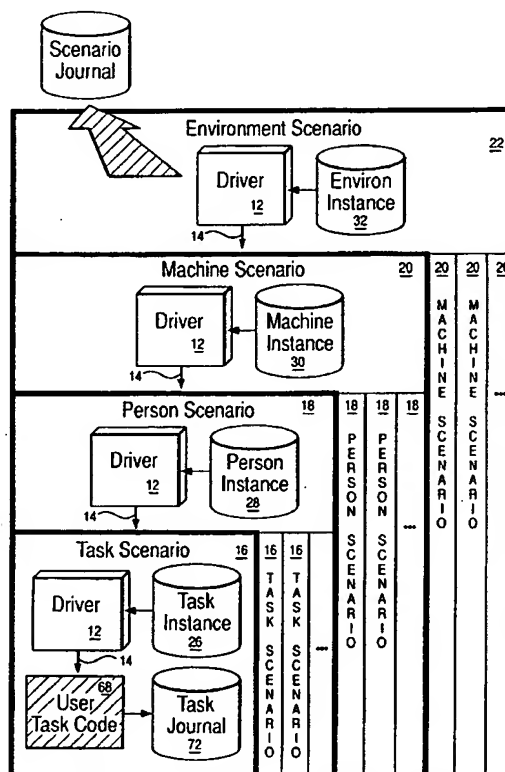 Scenario
Journal
Environment Scenario
22
Driver
12
Environ
Instance
32
14
Machine Scenario
20
Driver
12
Machine
Instance
30
14
20
MACHINE SCENARIO
20
MACHINE SCENARIO
20
...
Person Scenario
18
Driver
12
Person
Instance
28
14
18
PERSON SCENARIO
18
PERSON SCENARIO
18
...
Task Scenario
16
Driver
12
Task
Instance
26
14
68
User
Task Code
Task
Journal
72
16
TASK SCENARIO
16
TASK SCENARIO
...